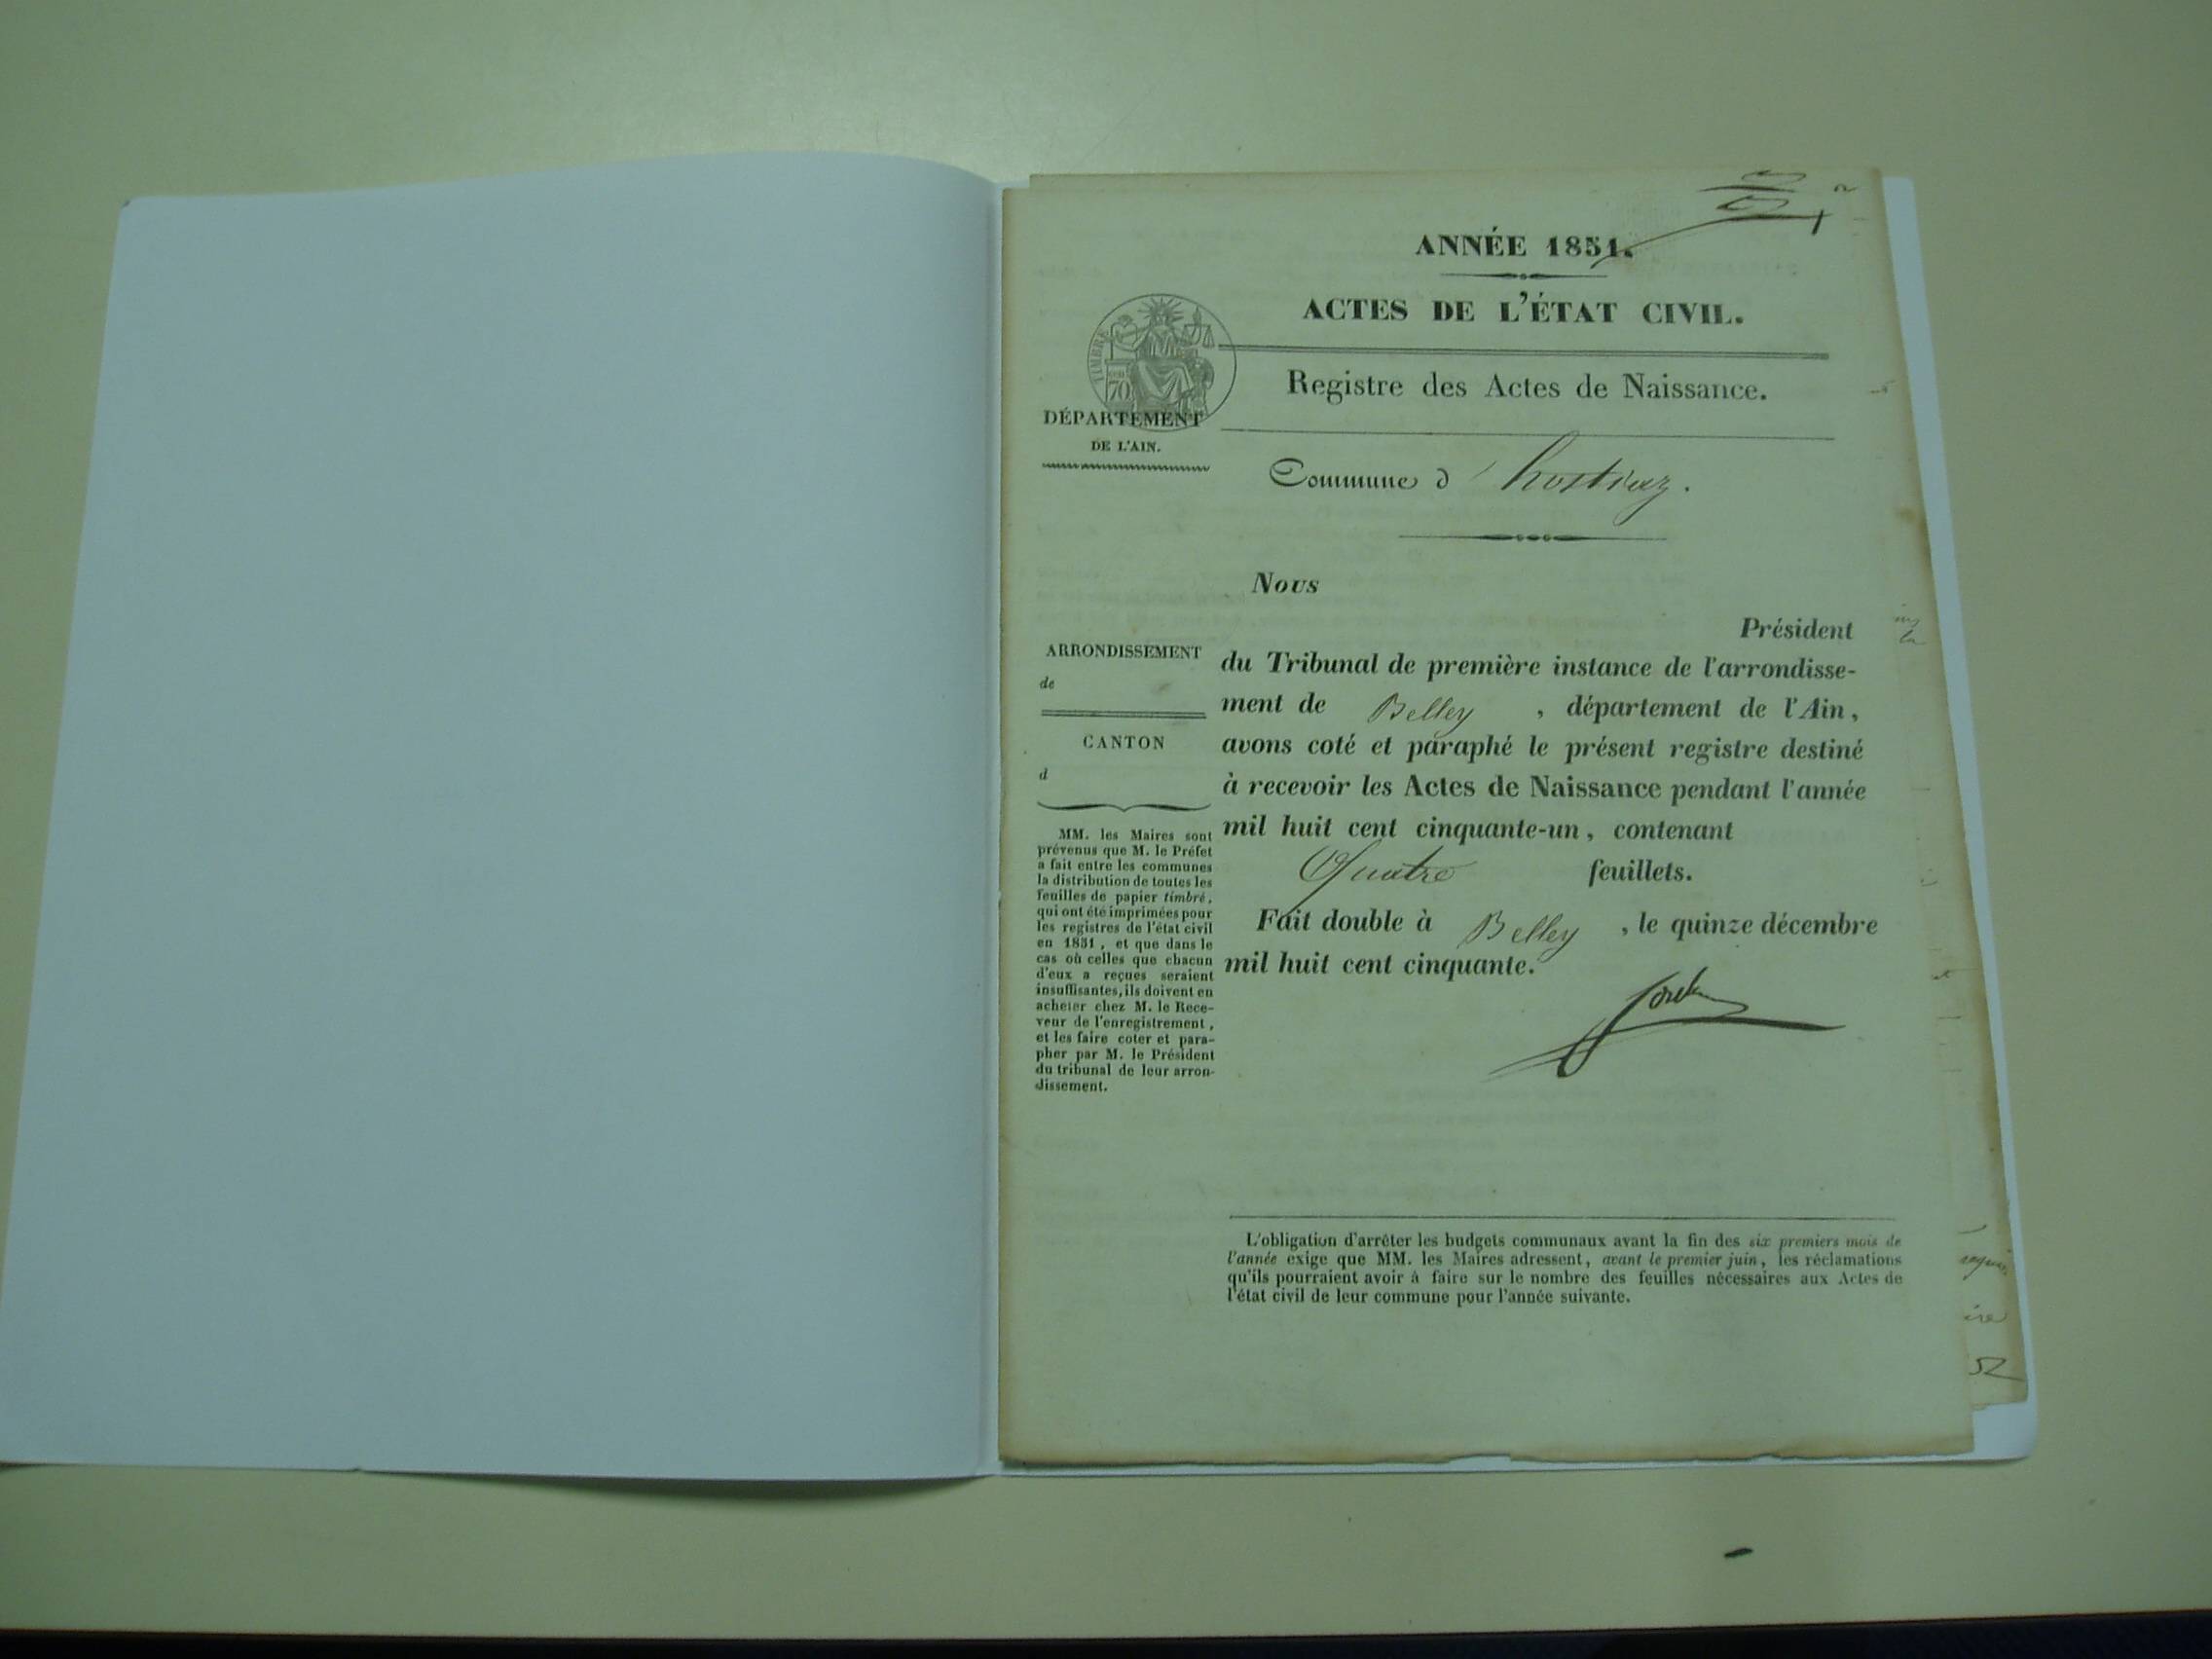 ANNÉE 1851.
ACTES DE L'ÉTAT CIVIL.
TIMBRE
70
Registre des Actes de Naissance.
DÉPARTEMENT
DE L'AIN.
Commune d' hostiaz.
Nous
Président
du Tribunal de première instance de l'arrondisse-
ment de Belley , département de l'Ain,
avons coté et paraphé le présent registre destiné
à recevoir les Actes de Naissance pendant l'année
mil huit cent cinquante-un, contenant
Quatre feuillets.
Fait double à Belley , le quinze décembre
mil huit cent cinquante.
ARRONDISSEMENT
de
CANTON
d
MM. les Maires sont
prévenus que M. le Préfet
a fait entre les communes
la distribution de toutes les
feuilles de papier timbré,
qui ont été imprimées pour
les registres de l'état civil
en 1851, et que dans le
cas où celles que chacun
d'eux a reçues seraient
insuffisantes, ils doivent en
acheter chez M. le Rece-
veur de l'enregistrement,
et les faire coter et para-
pher par M. le Président
du tribunal de leur arron-
dissement.
L'obligation d'arrêter les budgets communaux avant la fin des six premiers mois de
l'année exige que MM. les Maires adressent, avant le premier juin, les réclamations
qu'ils pourraient avoir à faire sur le nombre des feuilles nécessaires aux Actes de
l'état civil de leur commune pour l'année suivante.
52